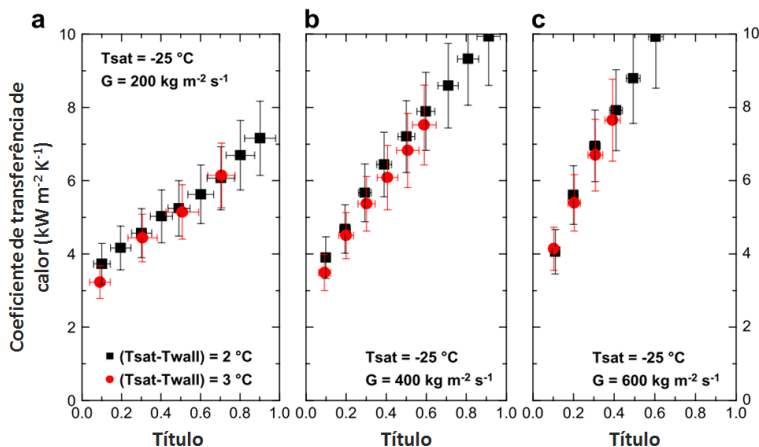 a
b
c
Tsat = -25 °C
G = 200 kg m-2 s-1
(Tsat-Twall) = 2 °C
(Tsat-Twall) = 3 °C
Tsat = -25 °C
G = 400 kg m-2 s-1
Tsat = -25 °C
G = 600 kg m-2 s-1
Coeficiente de transferência de
calor (kW m-2 K-1)
10
8
6
4
2
0
10
8
6
4
2
0
0.0 0.2 0.4 0.6 0.8 1.0
0.0 0.2 0.4 0.6 0.8 1.0
0.0 0.2 0.4 0.6 0.8 1.0
Título
Título
Título